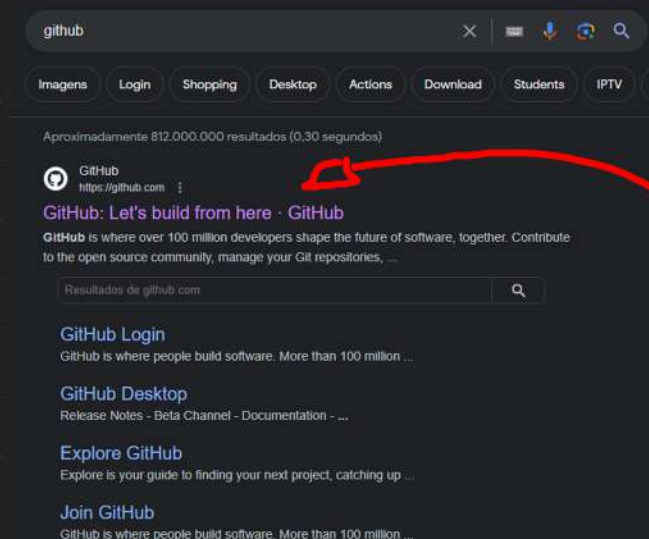 github
Imagens Login Shopping Desktop Actions Download Students IPTV
Aproximadamente 812.000.000 resultados (0,30 segundos)
GitHub
https://github.com
GitHub: Let's build from here · GitHub
GitHub is where over 100 million developers shape the future of software, together. Contribute
to the open source community, manage your Git repositories, ...
Resultados de github.com
GitHub Login
GitHub is where people build software. More than 100 million ...
GitHub Desktop
Release Notes - Beta Channel - Documentation - ...
Explore GitHub
Explore is your guide to finding your next project, catching up ...
Join GitHub
GitHub is where people build software. More than 100 million ...